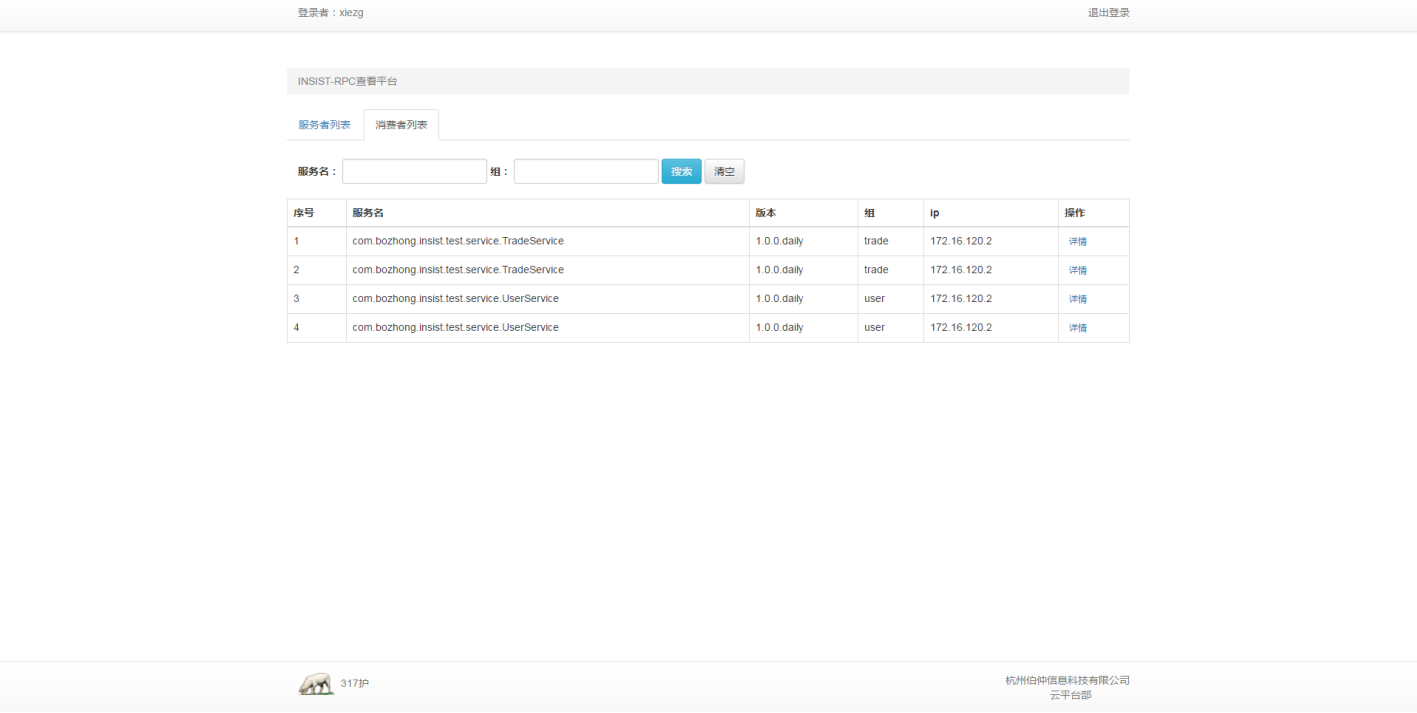 登录者：xiezg 退出登录
INSIST-RPC查看平台
服务者列表 消费者列表
服务名： 组： 搜索 清空
序号 服务名 版本 组 ip 操作
1 com.bozhong.insist.test.service.TradeService 1.0.0.daily trade 172.16.120.2 详情
2 com.bozhong.insist.test.service.TradeService 1.0.0.daily trade 172.16.120.2 详情
3 com.bozhong.insist.test.service.UserService 1.0.0.daily user 172.16.120.2 详情
4 com.bozhong.insist.test.service.UserService 1.0.0.daily user 172.16.120.2 详情
317护 杭州伯仲信息科技有限公司
云平台部